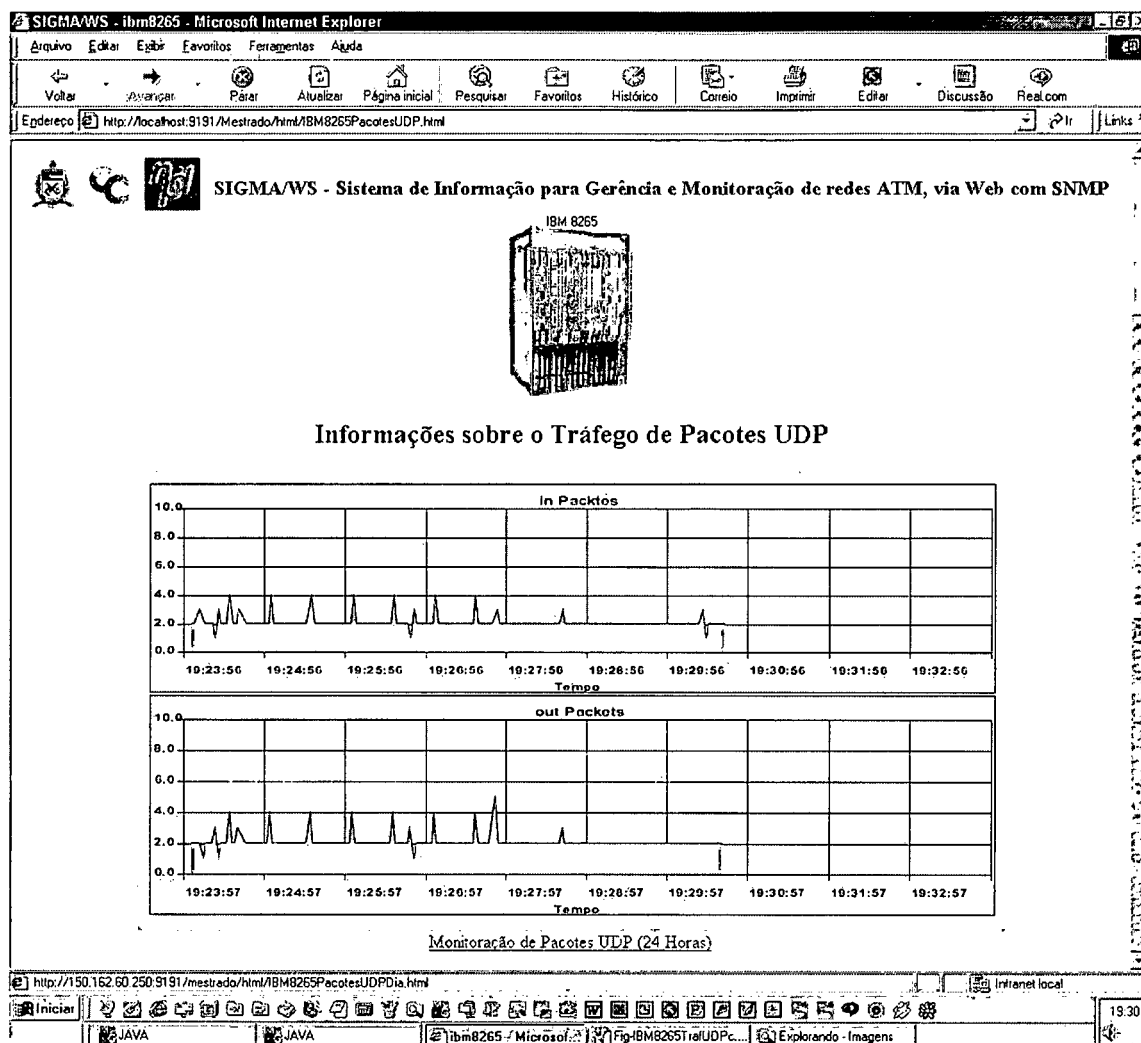 SIGMA/WS - ibm8265 - Microsoft Internet Explorer
Arquivo Editar Exibir Favoritos Ferramentas Ajuda
Voltar Avançar Parar Atualizar Página inicial Pesquisar Favoritos Histórico Correio Imprimir Editar Discussão Real.com
Endereço http://localhost:9191/Mestrado/html/IBM8265PacotesUDP.html Ir Links
SIGMA/WS - Sistema de Informação para Gerência e Monitoração de redes ATM, via Web com SNMP
IBM 8265
Informações sobre o Tráfego de Pacotes UDP
In Packtos
10.0
8.0
6.0
4.0
2.0
0.0
19:23:56 19:24:56 19:25:56 19:26:56 19:27:56 19:28:56 19:29:56 19:30:56 19:31:56 19:32:56
Tempo
out Packets
10.0
8.0
6.0
4.0
2.0
0.0
19:23:57 19:24:57 19:25:57 19:26:57 19:27:57 19:28:57 19:29:57 19:30:57 19:31:57 19:32:57
Tempo
Monitoração de Pacotes UDP (24 Horas)
http://150.162.60.250:9191/mestrado/html/IBM8265PacotesUDPDia.html Intranet local
Iniciar 19:30
JAVA JAVA ibm8265 - Microsof... Fig-IBM8265TrafUDPc.... Explorando - Imagens